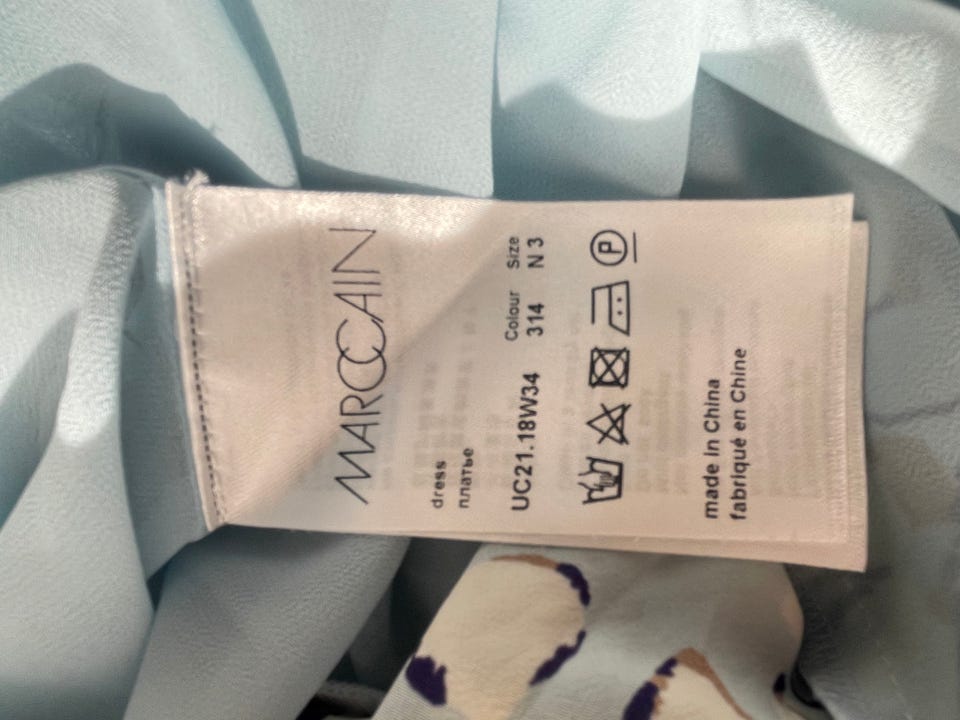 MARCCAIN
dress
платье
UC21.18W34
Colour Size
314 N 3
P
made in China
fabriqué en Chine